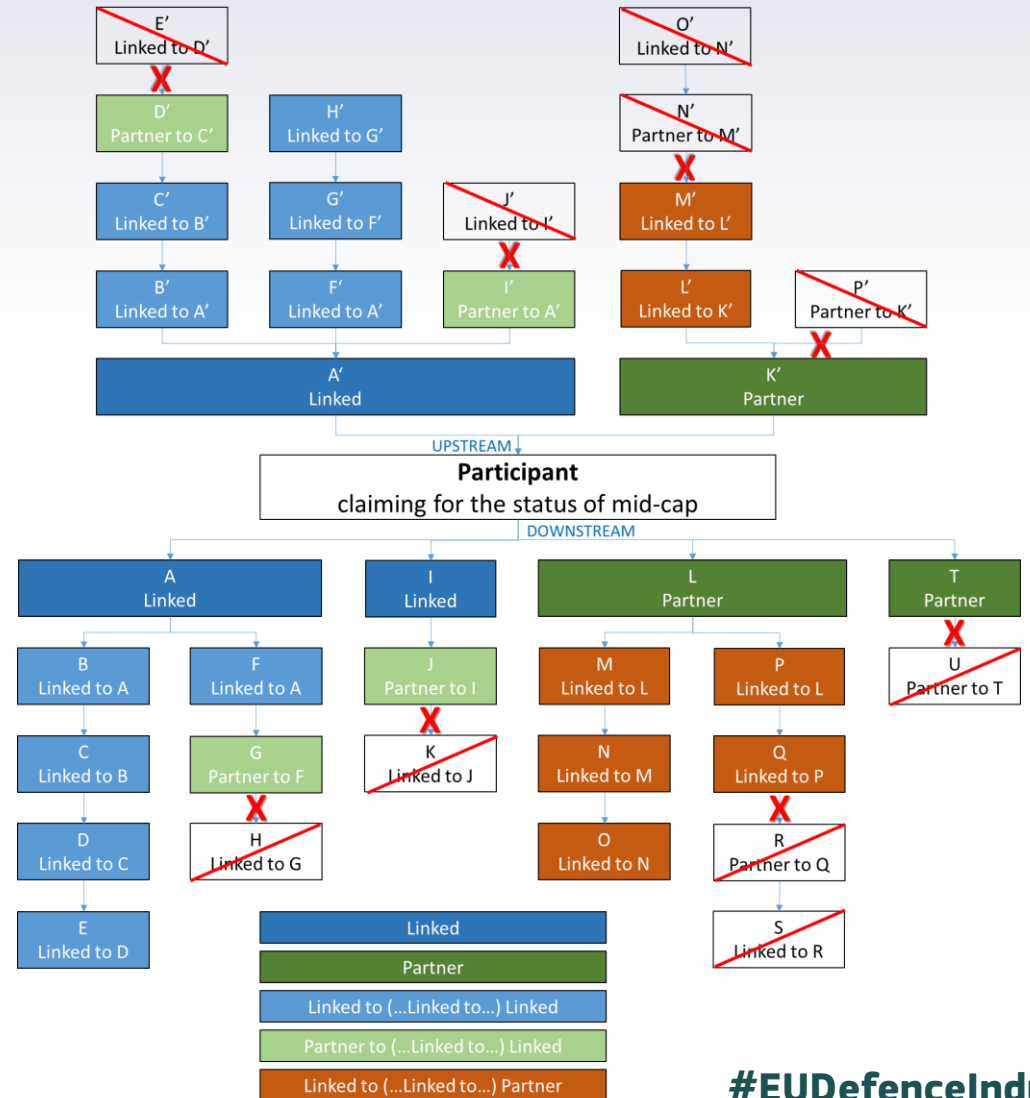 E'
Linked to D'
X
D'
Partner to C'
C'
Linked to B'
B'
Linked to A'
H'
Linked to G'
G'
Linked to F'
F'
Linked to A'
J'
Linked to I'
X
I'
Partner to A'
A'
Linked
O'
Linked to N'
N'
Partner to M'
X
M'
Linked to L'
L'
Linked to K'
P'
Partner to K'
X
K'
Partner
UPSTREAM
Participant
claiming for the status of mid-cap
DOWNSTREAM
A
Linked
B
Linked to A
C
Linked to B
D
Linked to C
E
Linked to D
F
Linked to A
G
Partner to F
X
H
Linked to G
I
Linked
J
Partner to I
X
K
Linked to J
L
Partner
M
Linked to L
N
Linked to M
O
Linked to N
P
Linked to L
Q
Linked to P
X
R
Partner to Q
S
Linked to R
T
Partner
X
U
Partner to T
Linked
Partner
Linked to (...Linked to...) Linked
Partner to (...Linked to...) Linked
Linked to (...Linked to...) Partner
#EUDefenceIndu